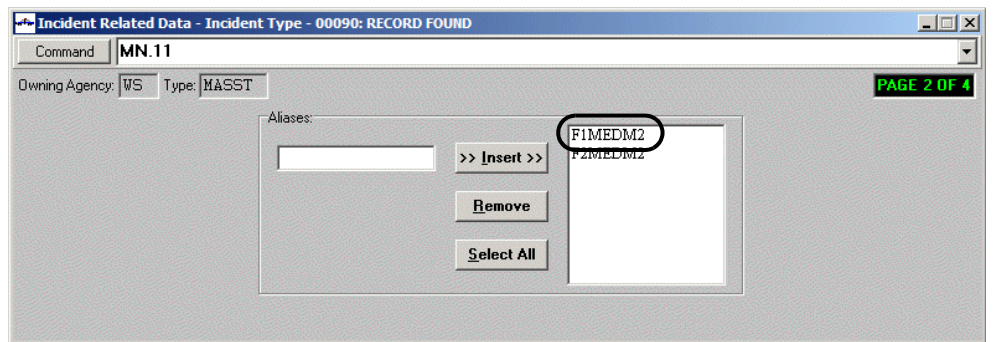 Incident Related Data - Incident Type - 00090: RECORD FOUND
Command MN.11
Owning Agency: WS Type: MASST PAGE 2 OF 4
Aliases:
F1MEDM2
>> Insert >> F2MEDM2
Remove
Select All